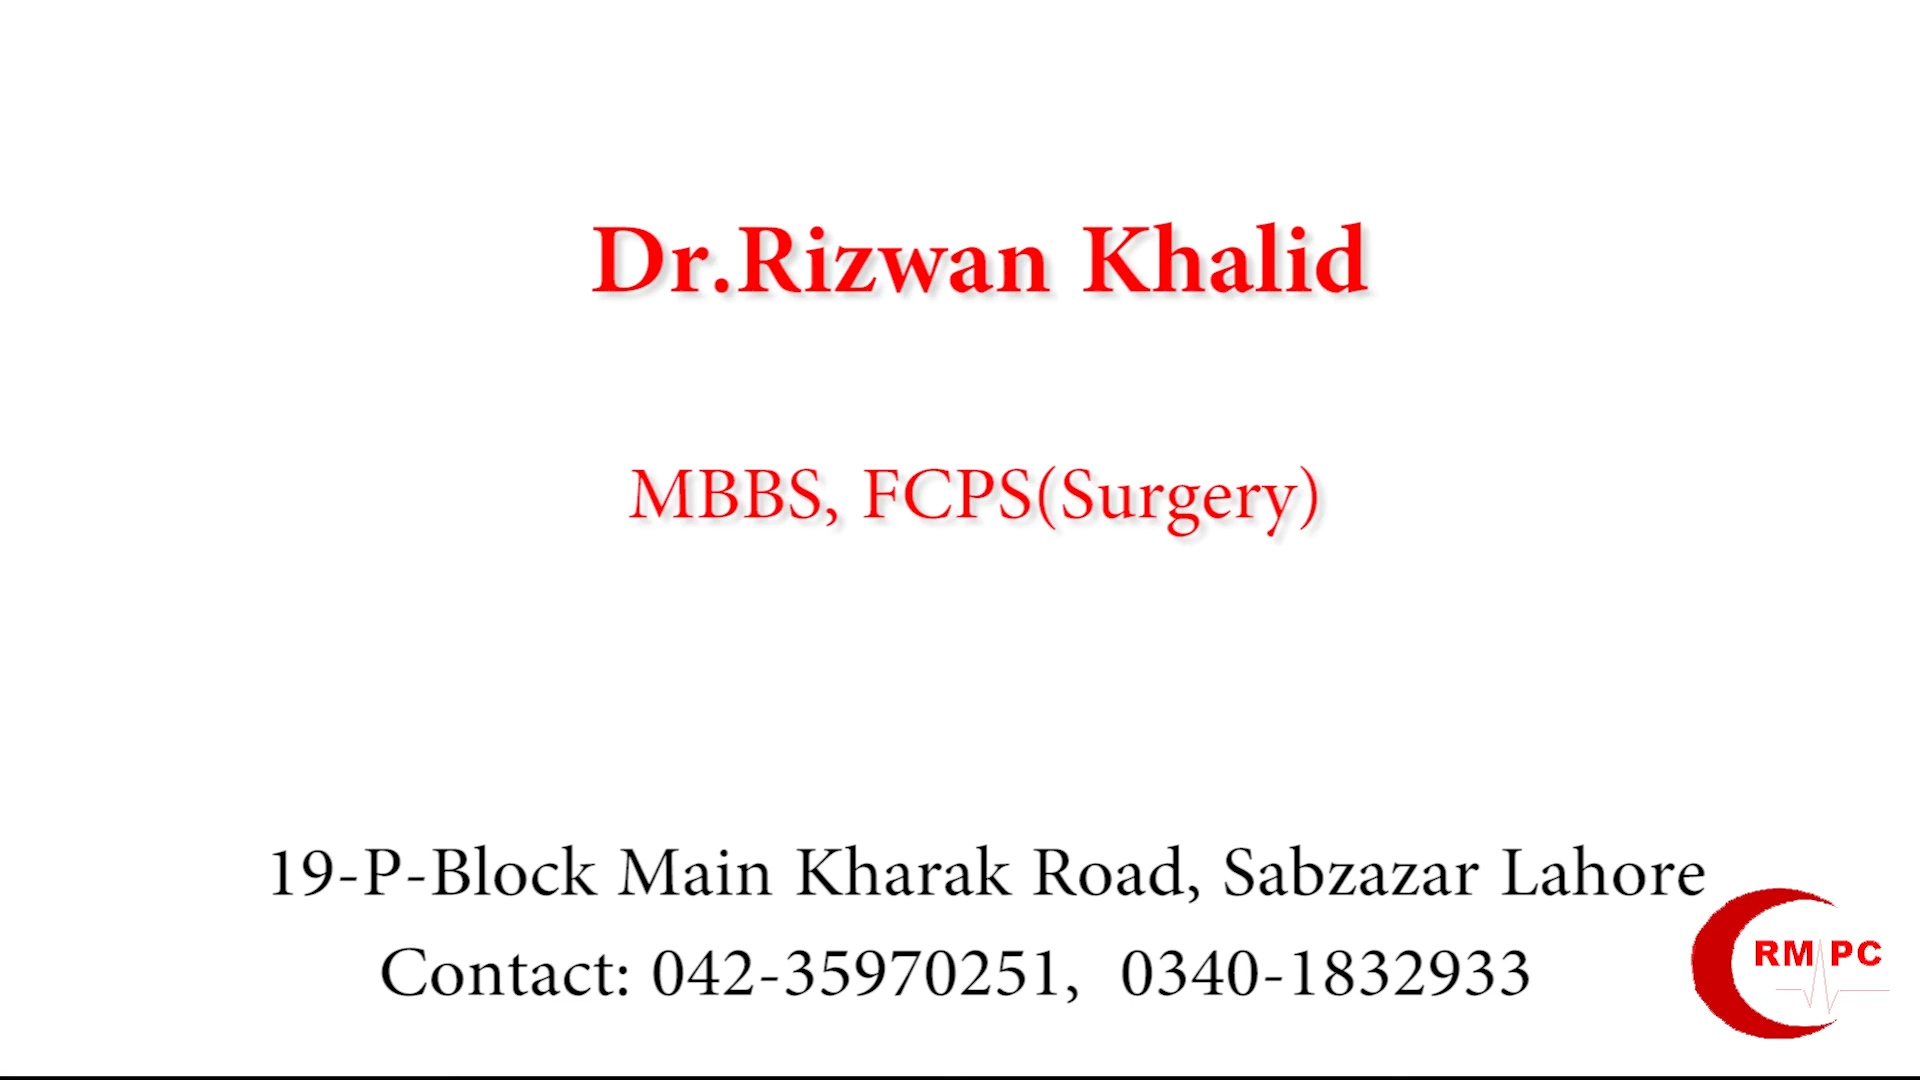 Dr.Rizwan Khalid
MBBS, FCPS(Surgery)
19-P-Block Main Kharak Road, Sabzazar Lahore
Contact: 042-35970251, 0340-1832933
RM PC